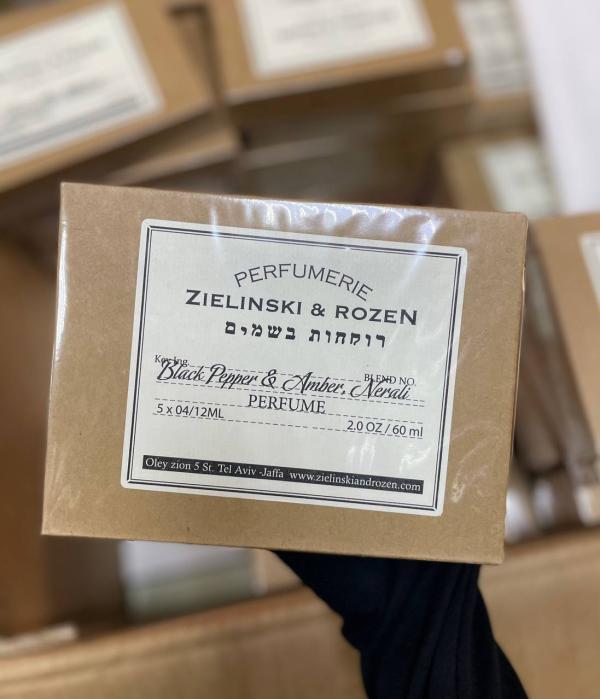 PERFUMERIE
ZIELINSKI & ROZEN
רוקחות בשמים
Key Ing.
BLEND NO.
Black Pepper & Amber, Nerali
PERFUME
5 x 04/12ML
2.0 OZ / 60 ml
Oley zion 5 St. Tel Aviv -Jaffa www.zielinskiandrozen.com